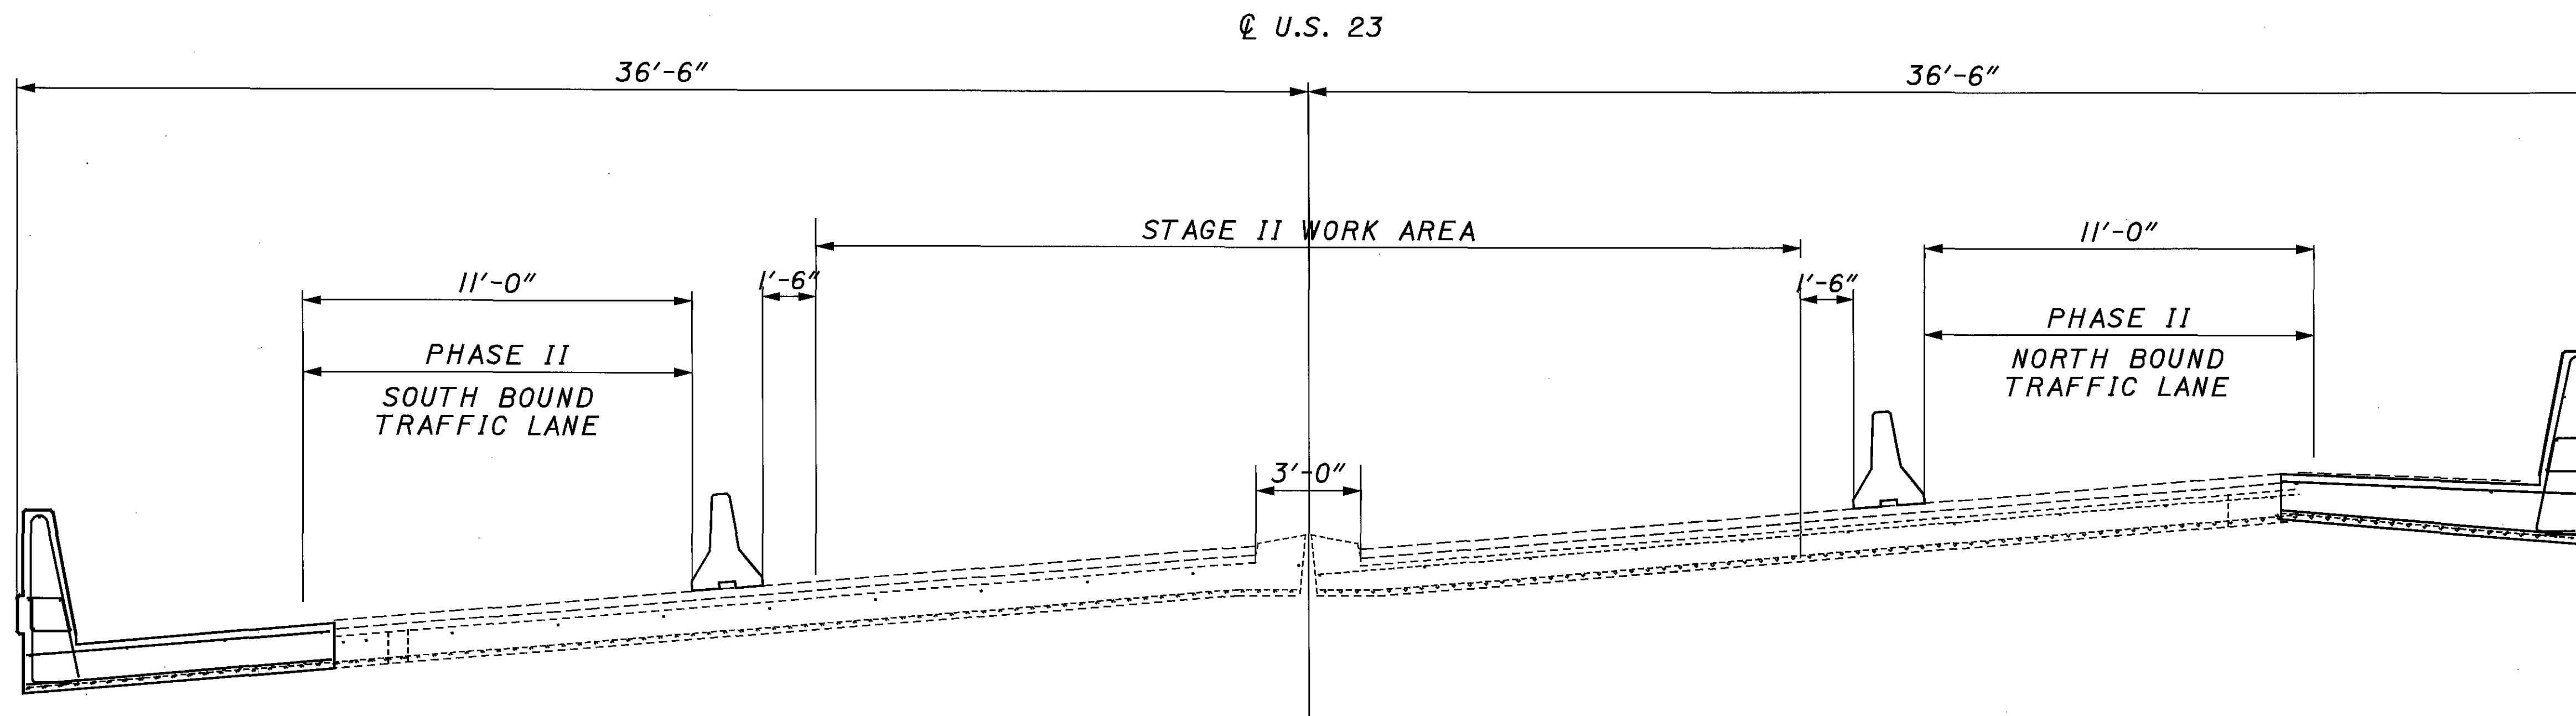 ℄ U.S. 23
36'-6" 36'-6"
STAGE II WORK AREA
11'-0"
11'-0" 1'-6" 1'-6"
PHASE II
NORTH BOUND
TRAFFIC LANE
PHASE II
SOUTH BOUND
TRAFFIC LANE
3'-0"